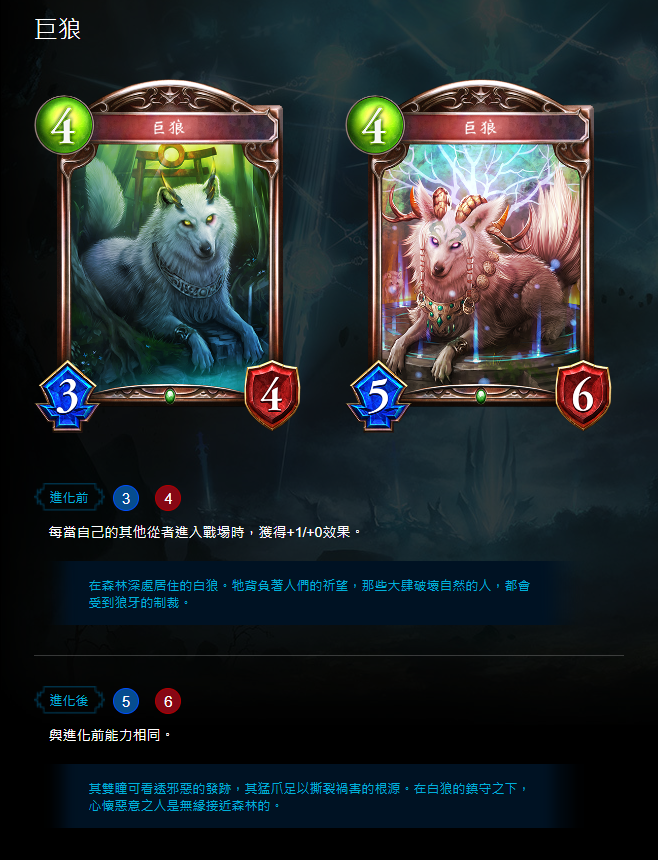 巨狼
4
巨狼
3
4
4
巨狼
5
6
進化前 3 4
每當自己的其他從者進入戰場時，獲得+1/+0效果。
在森林深處居住的白狼。牠背負著人們的祈望，那些大肆破壞自然的人，都會
受到狼牙的制裁。
進化後 5 6
與進化前能力相同。
其雙瞳可看透邪惡的發跡，其猛爪足以撕裂禍害的根源。在白狼的鎮守之下，
心懷惡意之人是無緣接近森林的。